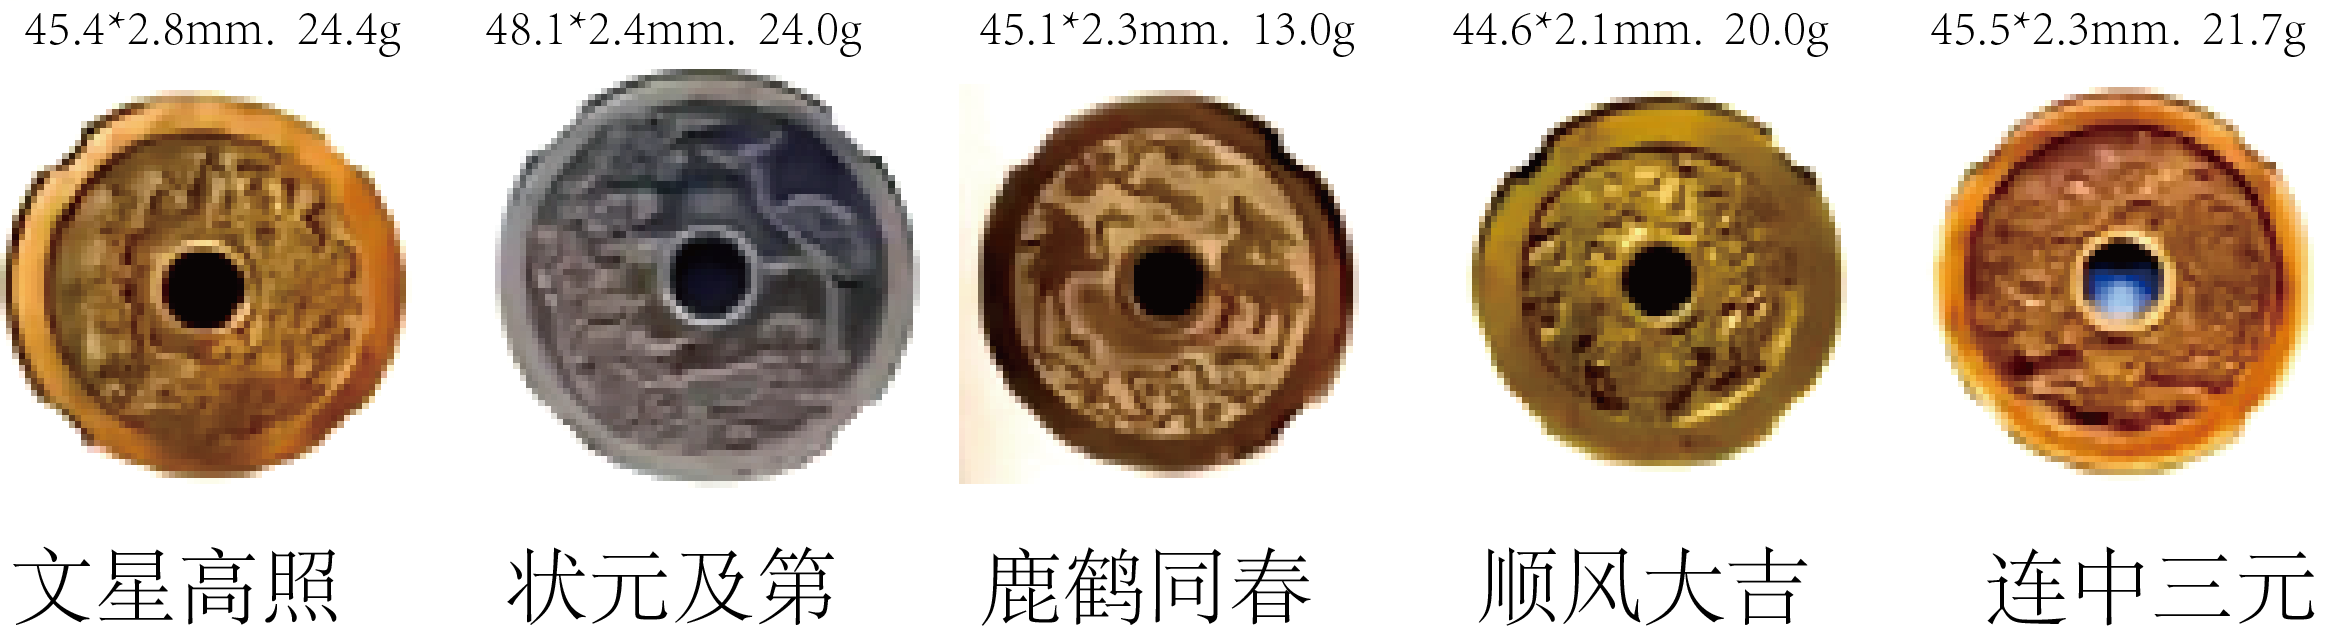 45.4*2.8mm. 24.4g
48.1*2.4mm. 24.0g
45.1*2.3mm. 13.0g
44.6*2.1mm. 20.0g
45.5*2.3mm. 21.7g
文星高照
状元及第
鹿鹤同春
顺风大吉
连中三元